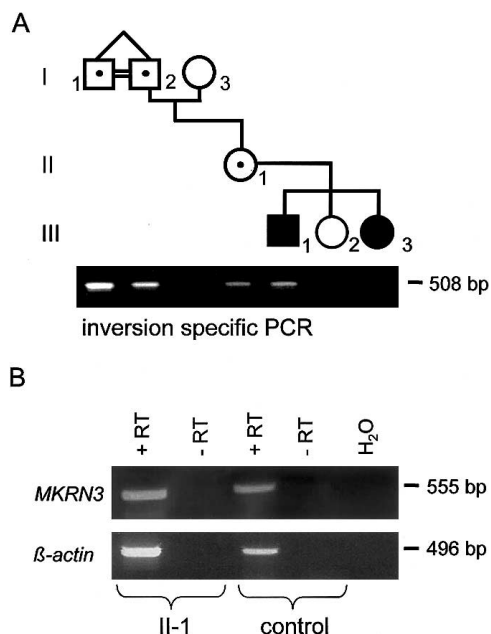 A
I
1
2
3
II
1
III
1
2
3
508 bp
inversion specific PCR
B
+ RT
- RT
+ RT
- RT
H₂O
MKRN3
555 bp
ß-actin
496 bp
II-1
control